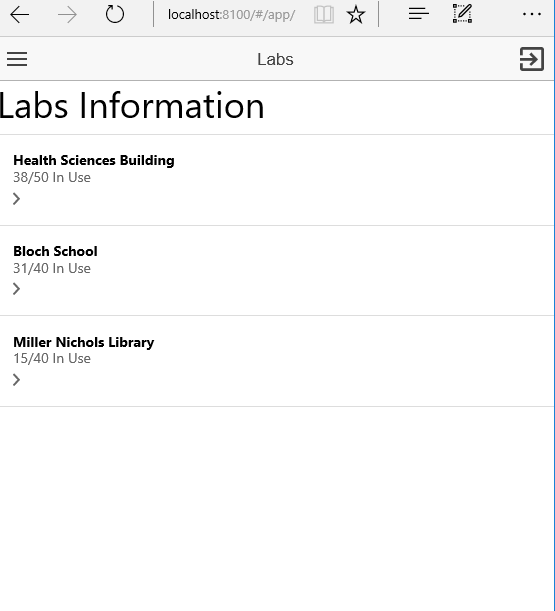 localhost:8100/#/app/
Labs
Labs Information
Health Sciences Building
38/50 In Use
Bloch School
31/40 In Use
Miller Nichols Library
15/40 In Use